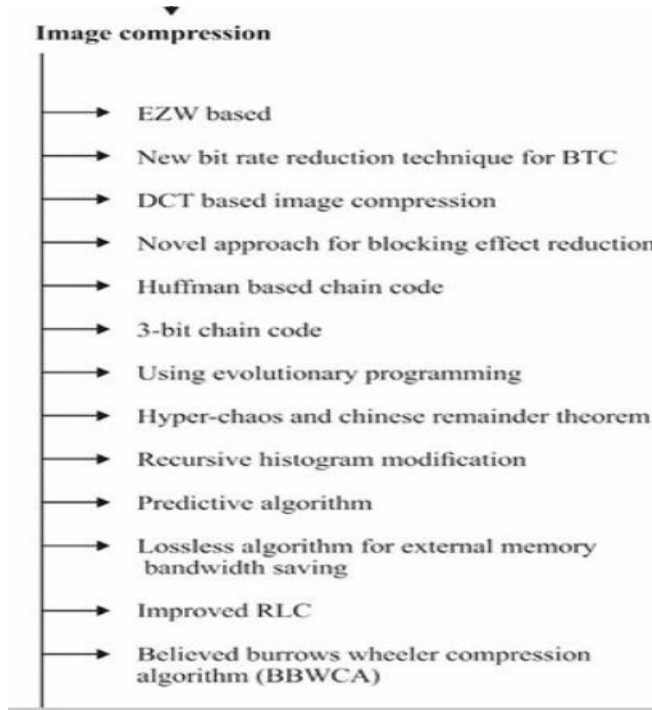 Image compression
EZW based
New bit rate reduction technique for BTC
DCT based image compression
Novel approach for blocking effect reduction
Huffman based chain code
3-bit chain code
Using evolutionary programming
Hyper-chaos and chinese remainder theorem
Recursive histogram modification
Predictive algorithm
Lossless algorithm for external memory
bandwidth saving
Improved RLC
Believed burrows wheeler compression
algorithm (BBWCA)